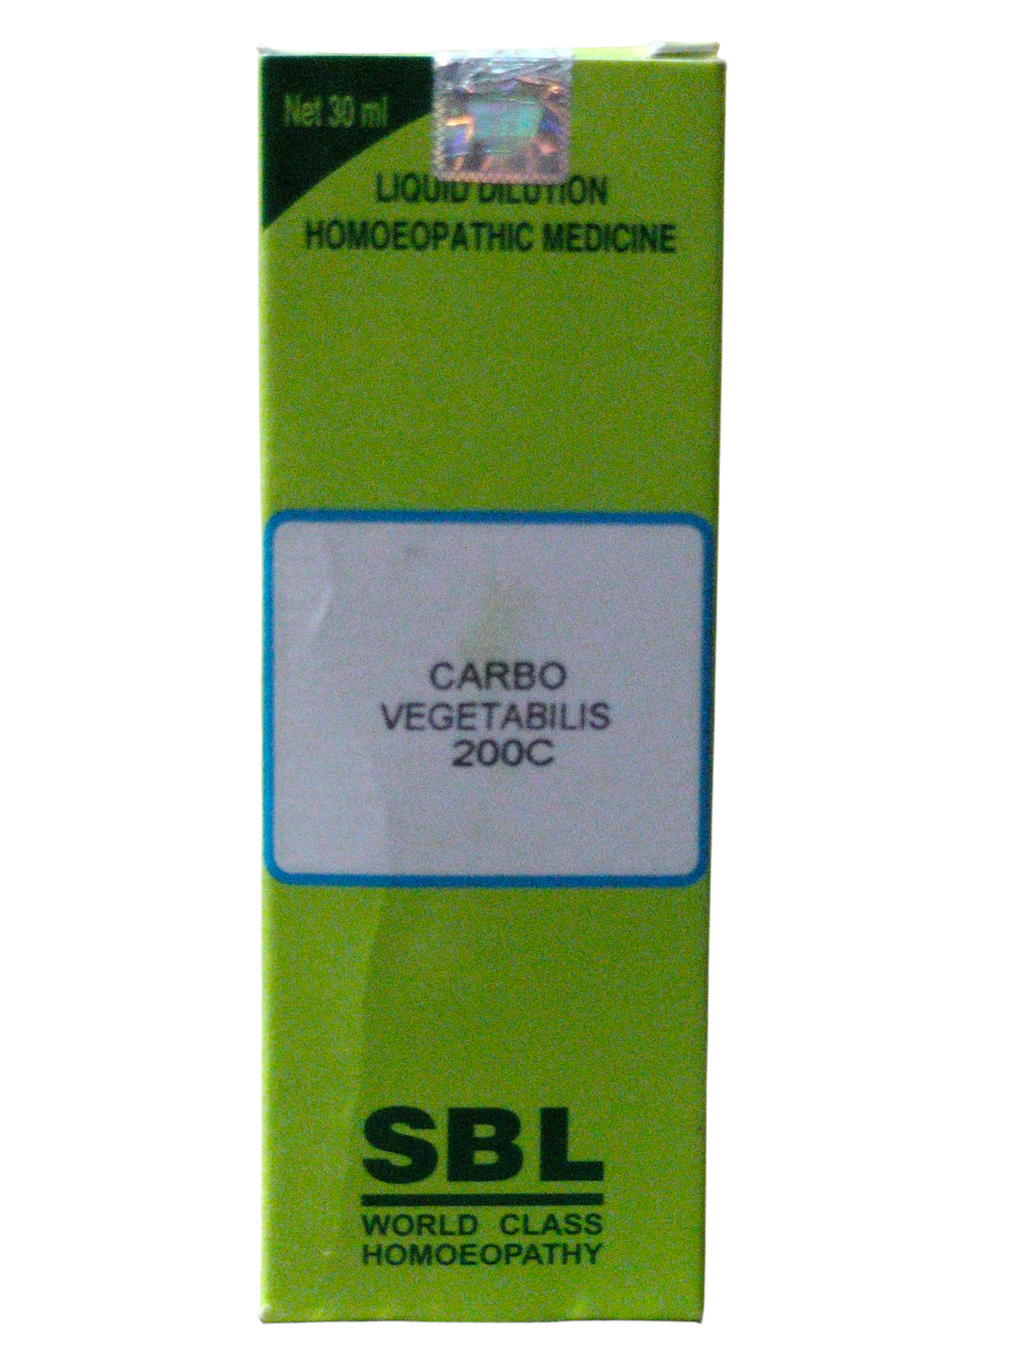 Net 30 ml
LIQUID DILUTION
HOMOEOPATHIC MEDICINE
CARBO
VEGETABILIS
200C
SBL
WORLD CLASS
HOMOEOPATHY